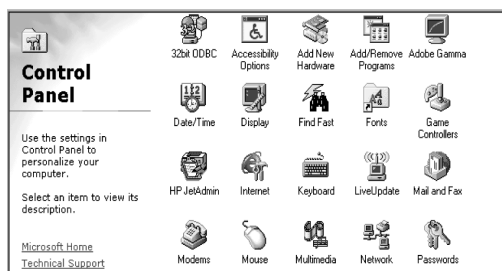 Control
Panel
Use the settings in
Control Panel to
personalize your
computer.
Select an item to view its
description.
Microsoft Home
Technical Support
32bit ODBC
Accessibility
Options
Add New
Hardware
Add/Remove
Programs
Adobe Gamma
Date/Time
Display
Find Fast
Fonts
Game
Controllers
HP JetAdmin
Internet
Keyboard
LiveUpdate
Mail and Fax
Modems
Mouse
Multimedia
Network
Passwords